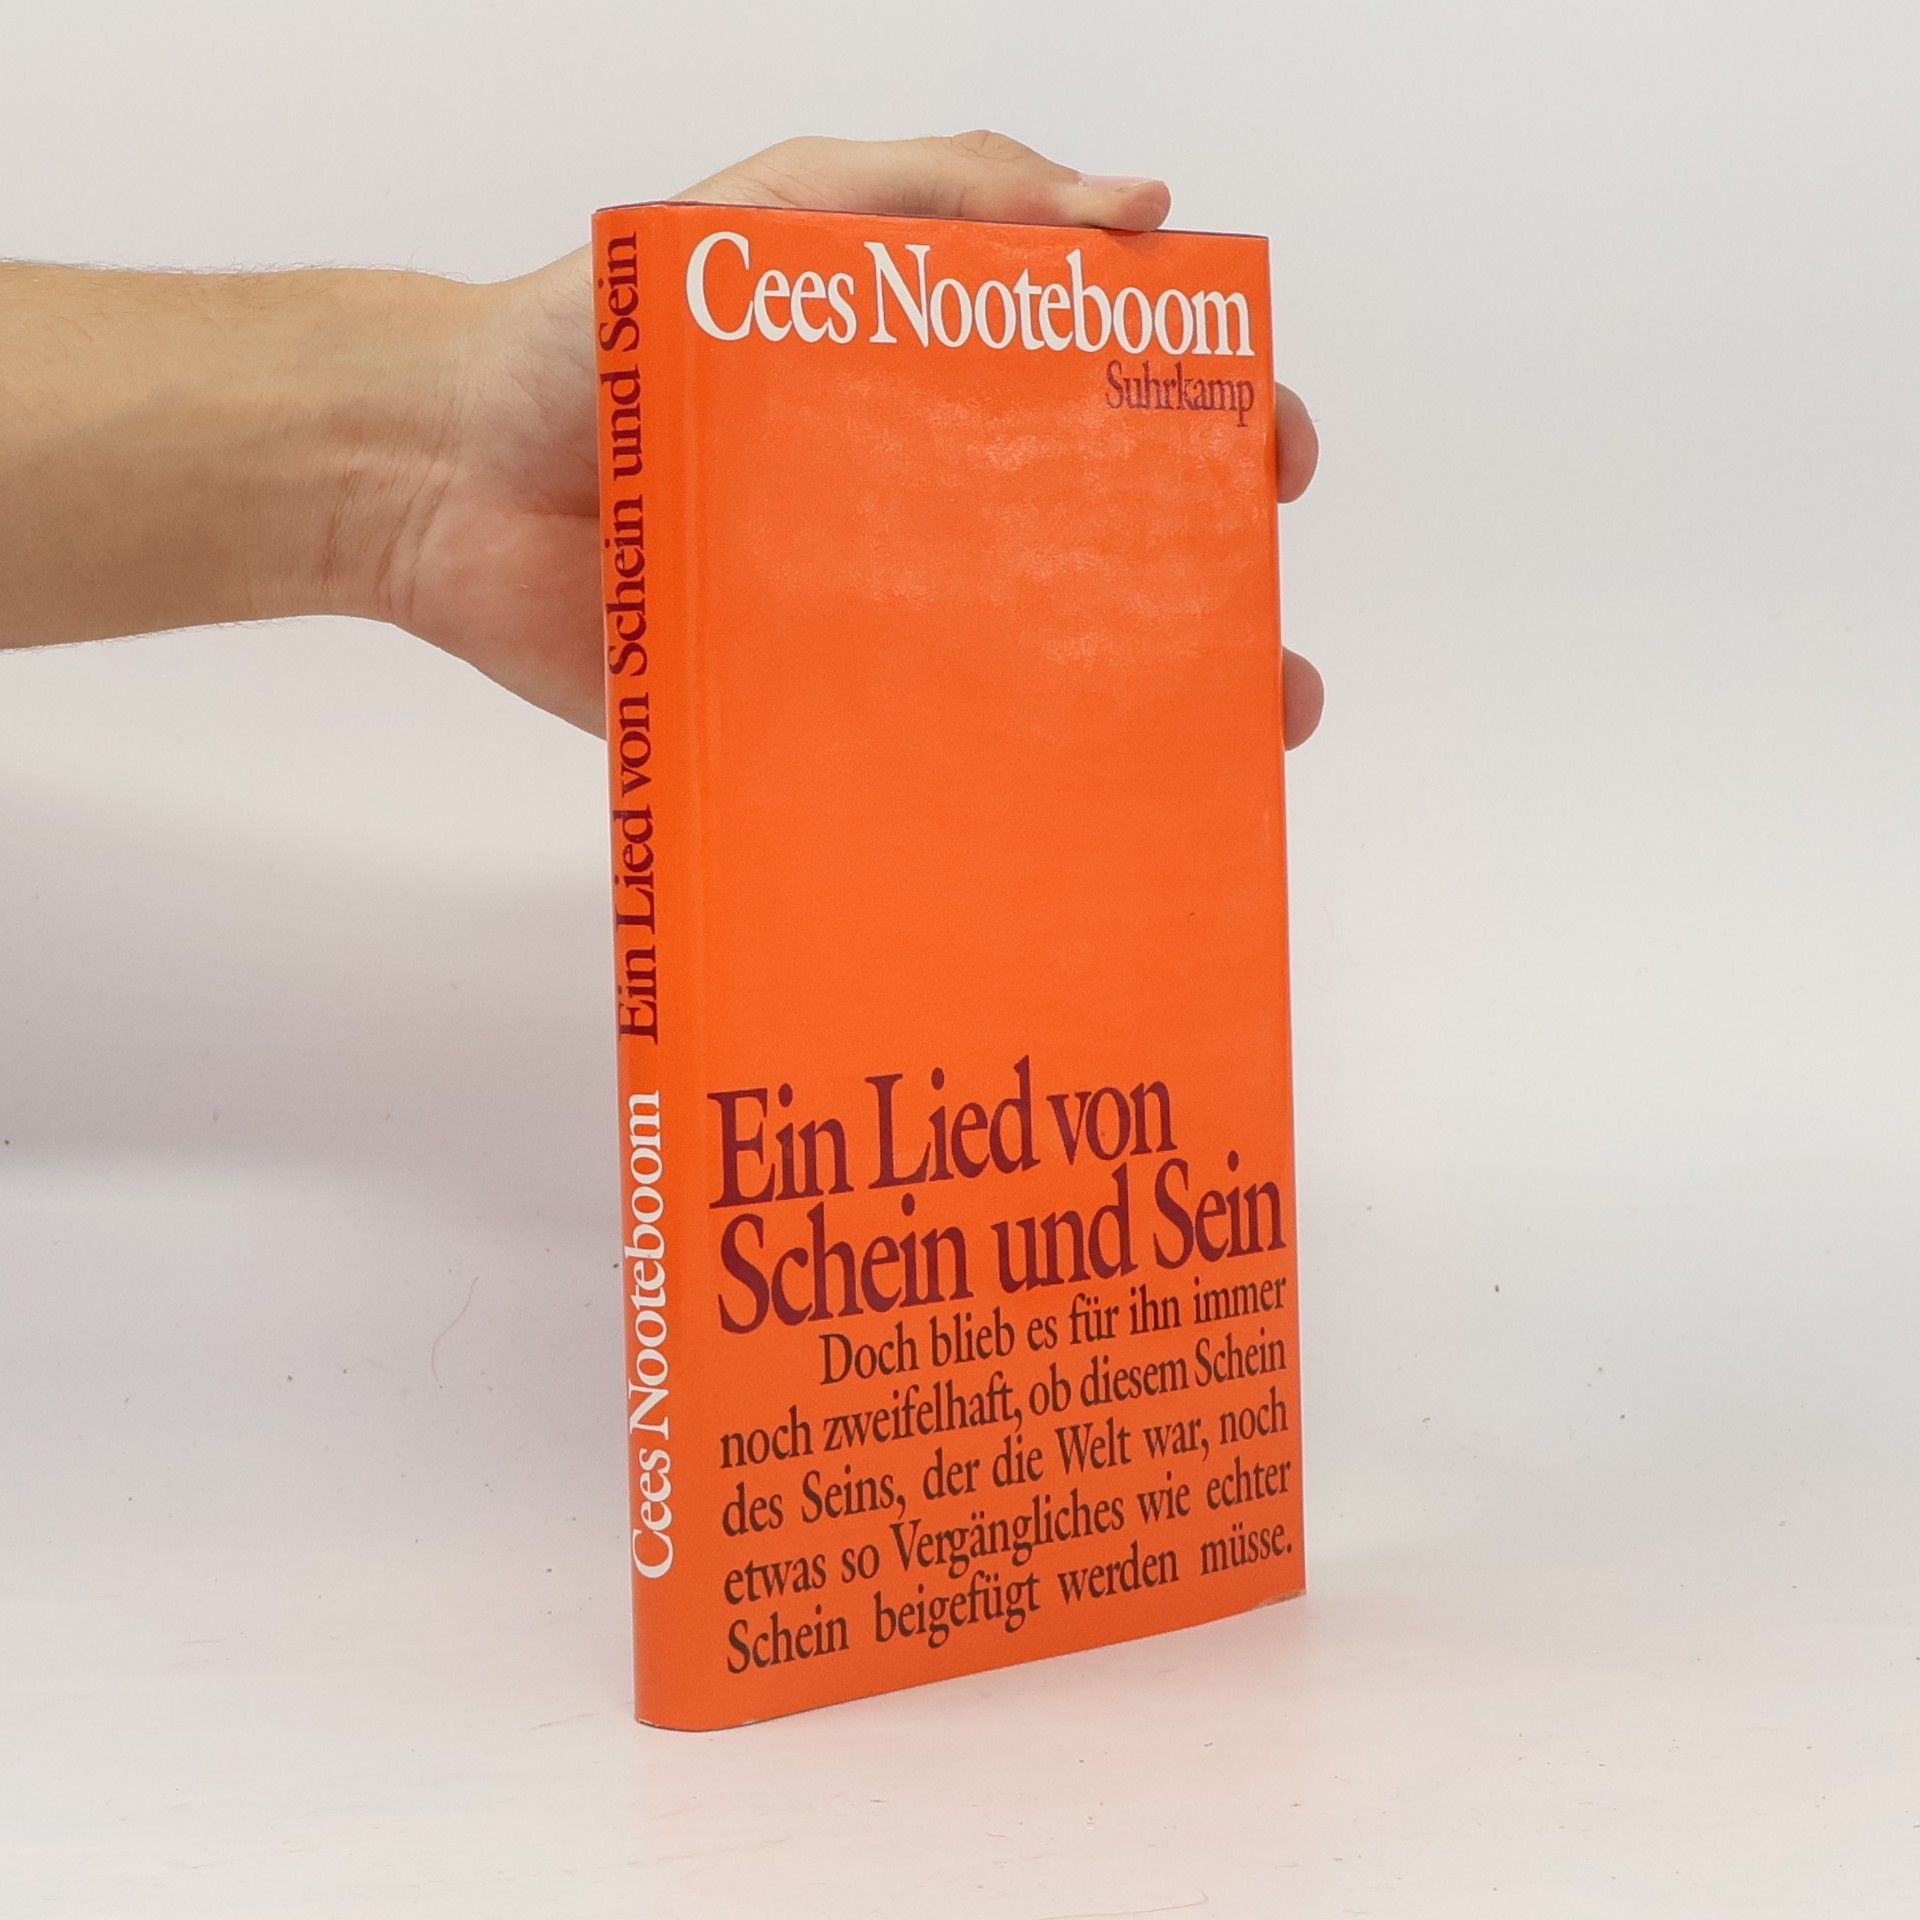 Cees Nooteboom
Suhrkamp
Ein Lied von
Schein und Sein
Doch blieb es für ihn immer
noch zweifelhaft, ob diesem Schein
des Seins, der die Welt war, noch
etwas so Vergängliches wie echter
Schein beigefügt werden müsse.
Cees Nooteboom Ein Lied von Schein und Sein